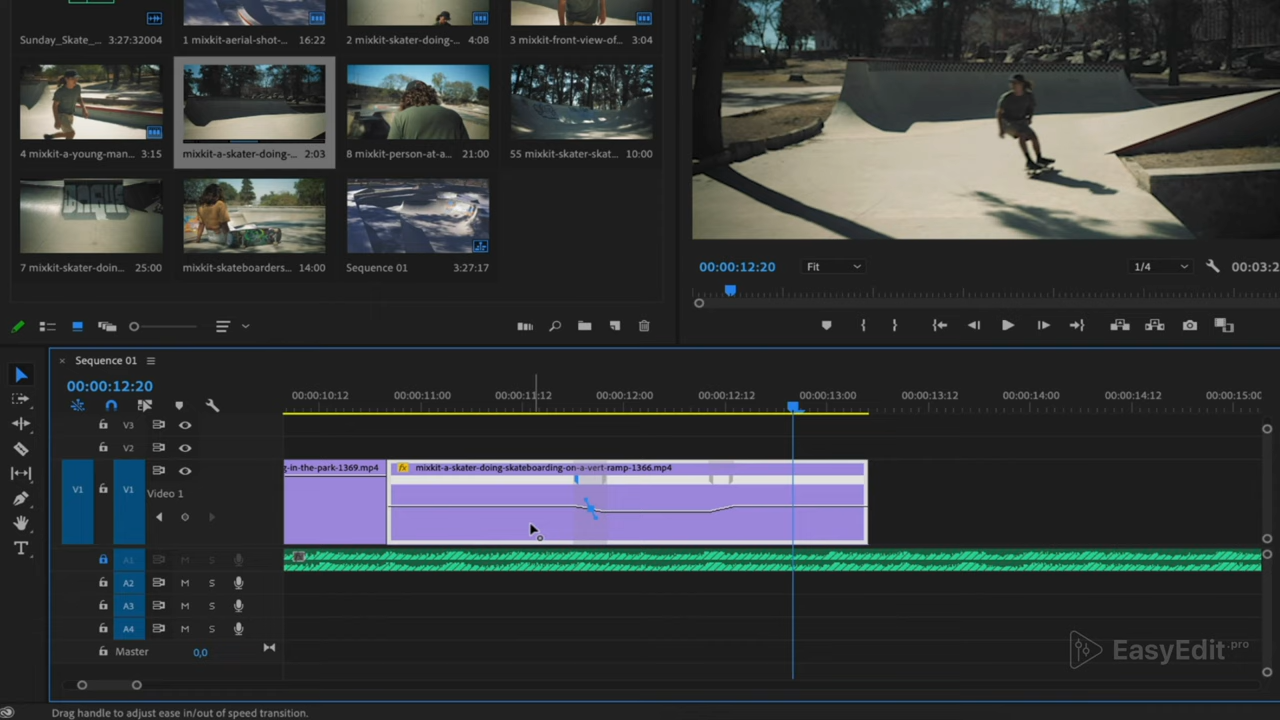 Sunday_Skate_... 3:27:32004
1 mixkit-aerial-shot-... 16:22
2 mixkit-skater-doing-... 4:08
3 mixkit-front-view-of... 3:04
4 mixkit-a-young-man... 3:15
mixkit-a-skater-doing-... 2:03
8 mixkit-person-at-a... 21:00
55 mixkit-skater-skat... 10:00
7 mixkit-skater-doin... 25:00
mixkit-skateboarders... 14:00
Sequence 01 3:27:17
00:00:12:20 Fit 1/4 00:03:2
× Sequence 01
00:00:12:20
00:00:10:12 00:00:11:00 00:00:11:12 00:00:12:00 00:00:12:12 00:00:13:00 00:00:13:12 00:00:14:00 00:00:14:12 00:00:15:00
V3
V2
g-in-the-park-1369.mp4 fx mixkit-a-skater-doing-skateboarding-on-a-vert-ramp-1366.mp4
V1 V1 Video 1
A1 M S
A2 M S
A3 M S
A4 M S
Master 0,0
EasyEdit.pro
Drag handle to adjust ease in/out of speed transition.